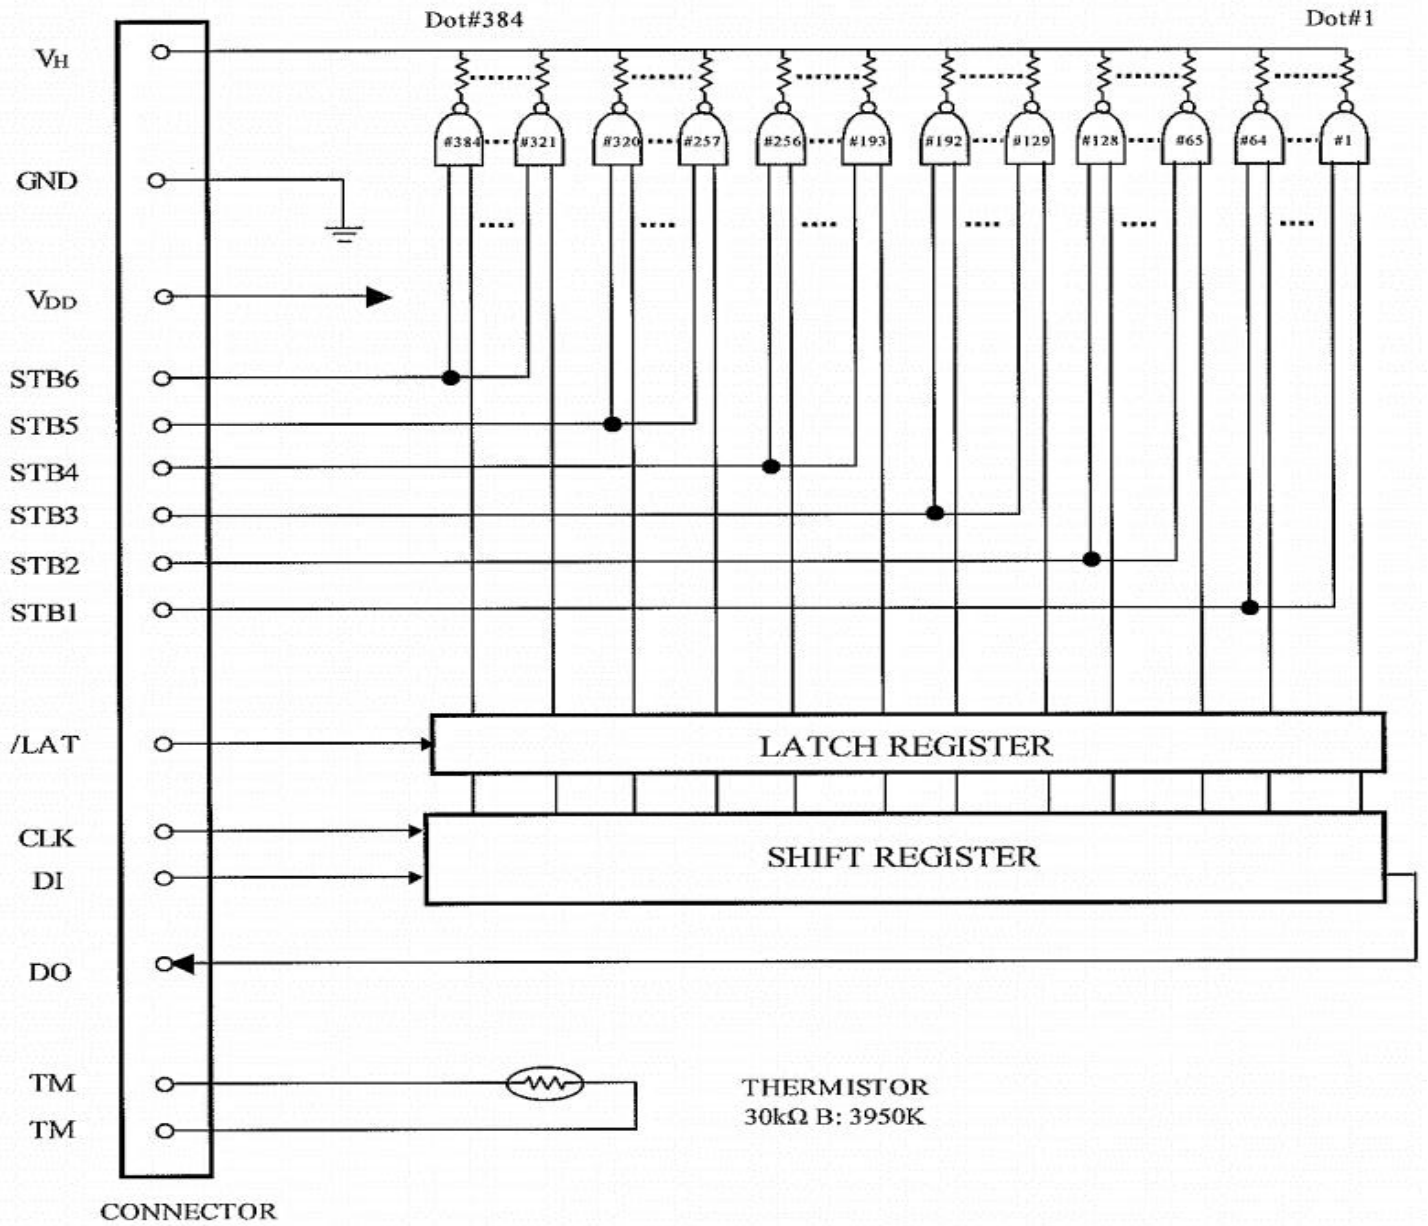 Dot#384 Dot#1
VH
#384 #321 #320 #257 #256 #193 #192 #129 #128 #65 #64 #1
GND
VDD
STB6
STB5
STB4
STB3
STB2
STB1
/LAT
LATCH REGISTER
CLK
SHIFT REGISTER
DI
DO
TM
THERMISTOR
30kΩ B: 3950K
TM
CONNECTOR